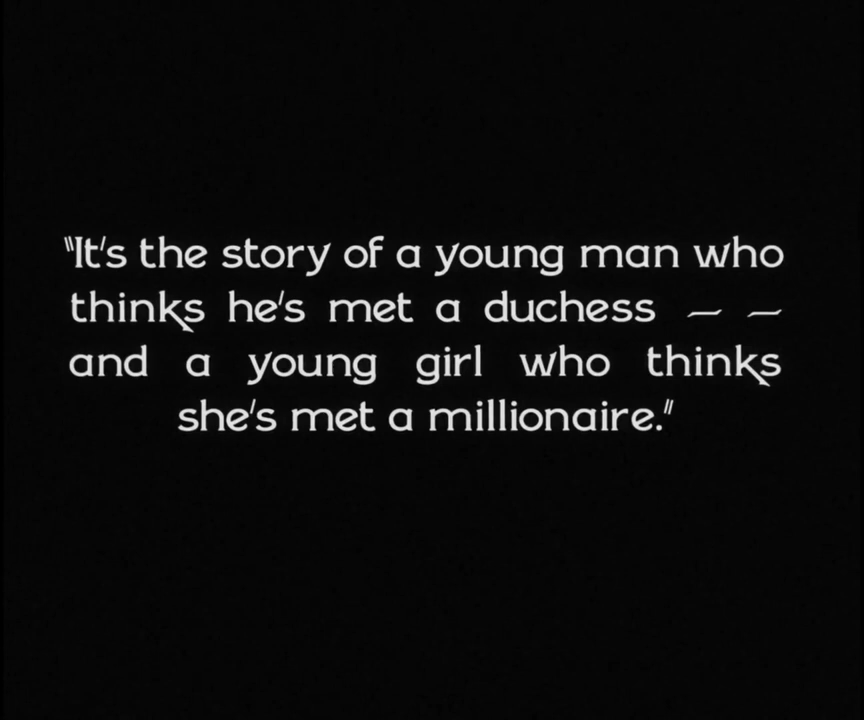 "It's the story of a young man who
thinks he's met a duchess — —
and a young girl who thinks
she's met a millionaire."